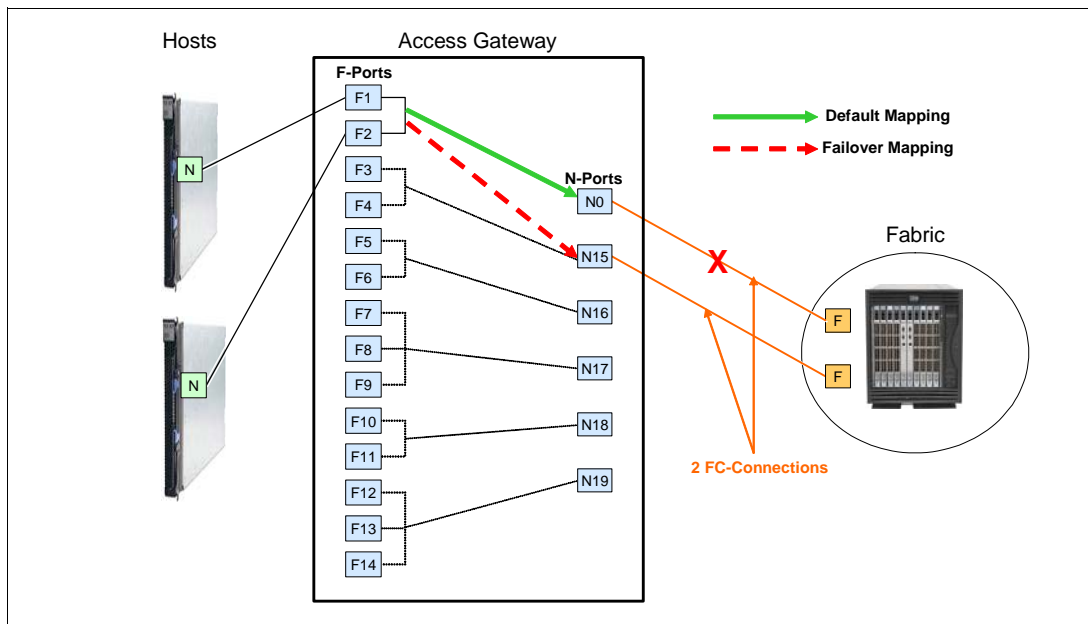 Hosts
Access Gateway
F-Ports
F1
F2
F3
F4
F5
F6
F7
F8
F9
F10
F11
F12
F13
F14
N
N
N-Ports
N0
N15
N16
N17
N18
N19
Default Mapping
Failover Mapping
X
Fabric
F
F
2 FC-Connections